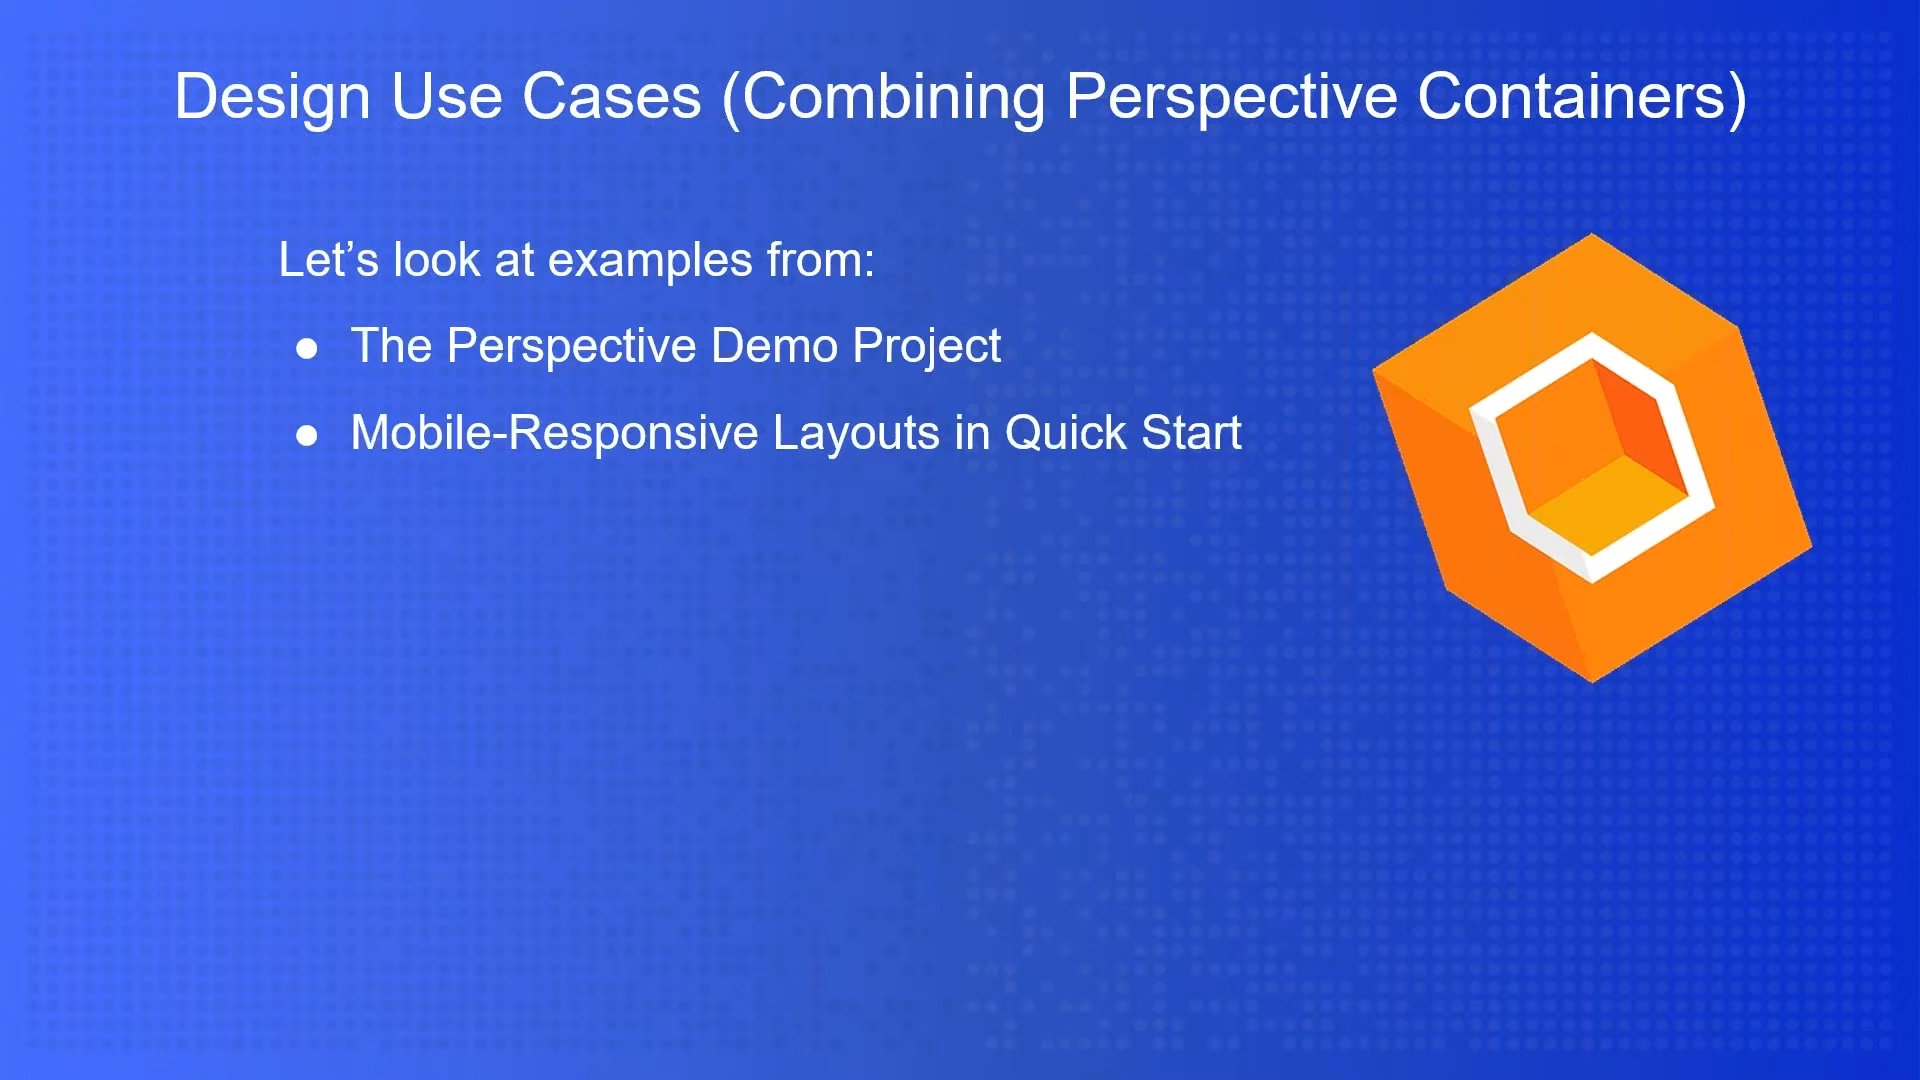 Design Use Cases (Combining Perspective Containers)
Let’s look at examples from:
● The Perspective Demo Project
● Mobile-Responsive Layouts in Quick Start